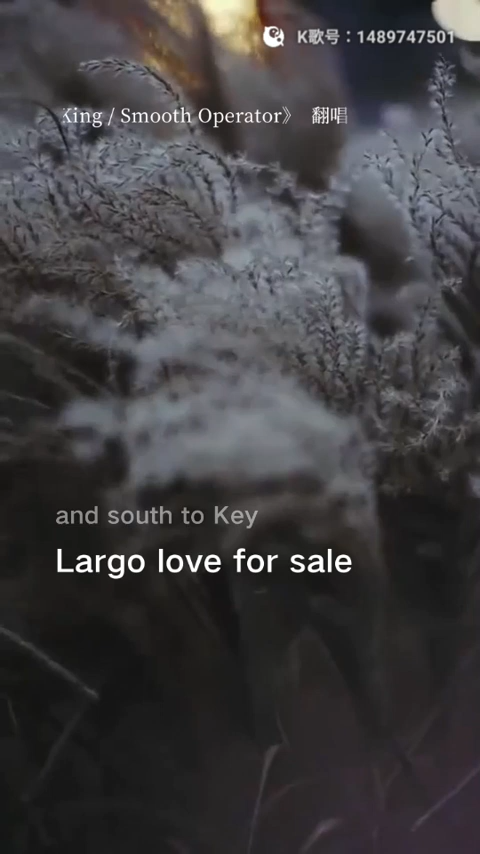 K歌号：1489747501
King / Smooth Operator》 翻唱
and south to Key
Largo love for sale